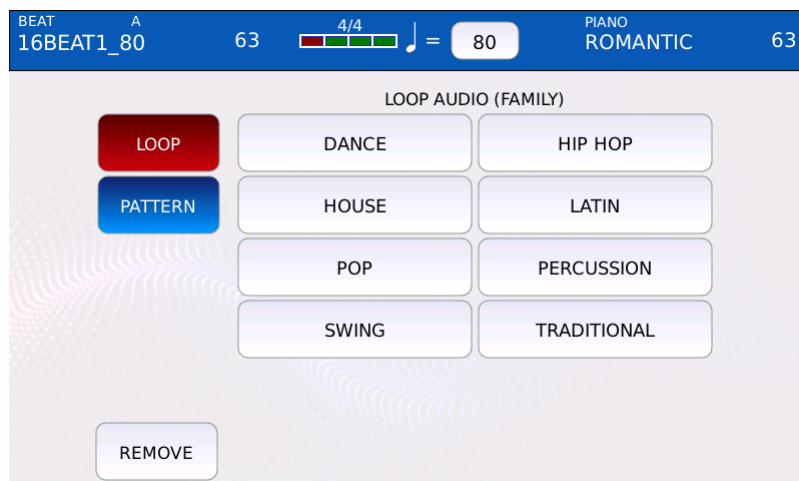 BEAT A 4/4 PIANO
16BEAT1_80 63 = 80 ROMANTIC 63
LOOP AUDIO (FAMILY)
LOOP DANCE HIP HOP
PATTERN HOUSE LATIN
POP PERCUSSION
SWING TRADITIONAL
REMOVE